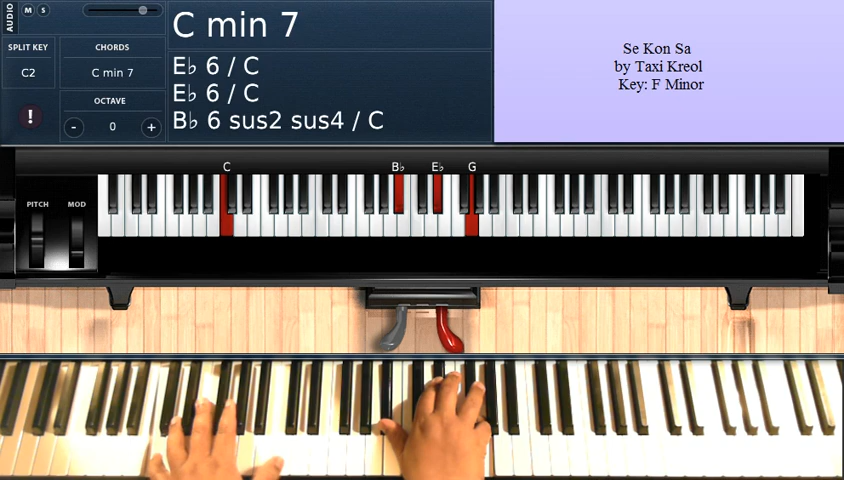 AUDIO
M S
SPLIT KEY
C2
!
CHORDS
C min 7
OCTAVE
- 0 +
C min 7
E♭ 6 / C
E♭ 6 / C
B♭ 6 sus2 sus4 / C
Se Kon Sa
by Taxi Kreol
Key: F Minor
C B♭ E♭ G
PITCH MOD